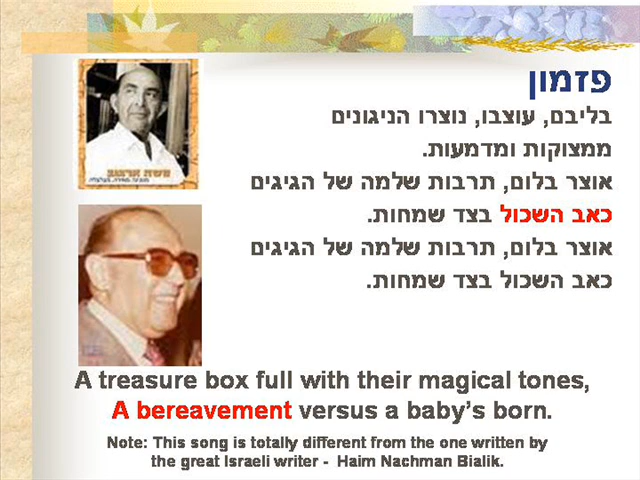 פזמון
בליבם, עוצבו, נוצרו הניגונים
ממצוקות ומדמעות.
אוצר בלום, תרבות שלמה של הגיגים
כאב השכול בצד שמחות.
אוצר בלום, תרבות שלמה של הגיגים
כאב השכול בצד שמחות.
A treasure box full with their magical tones,
A bereavement versus a baby’s born.
Note: This song is totally different from the one written by
the great Israeli writer - Haim Nachman Bialik.